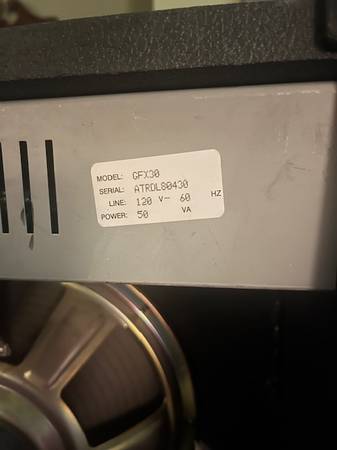 MODEL: GFX30
SERIAL: ATRDL80430
LINE: 120 V~ 60 HZ
POWER: 50 VA